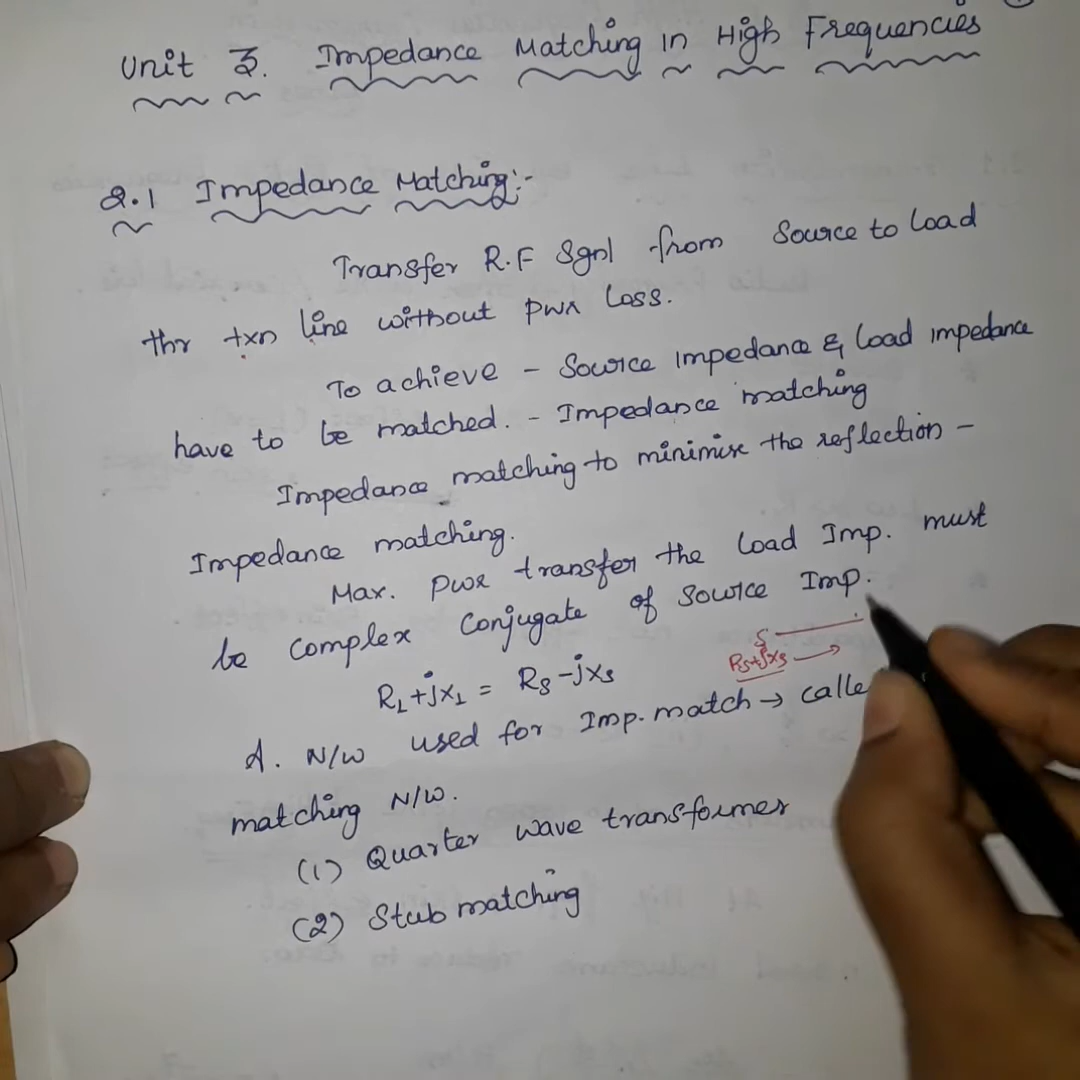 Unit 3. Impedance Matching in High Frequencies
2.1 Impedance Matching:-
Transfer R.F Sgnl from Source to load
thr txn line without pwr loss.
To achieve - Source impedance & load impedance
have to be matched. - Impedance matching
Impedance matching to minimise the reflection -
Impedance matching.
Max. pwr transfer the load Imp. must
be complex conjugate of source Imp.
S
Rs+jxs →
RL+jxL = Rs-jxs
A. N/W used for Imp. match → calle
matching N/W.
(1) Quarter wave transformer
(2) Stub matching